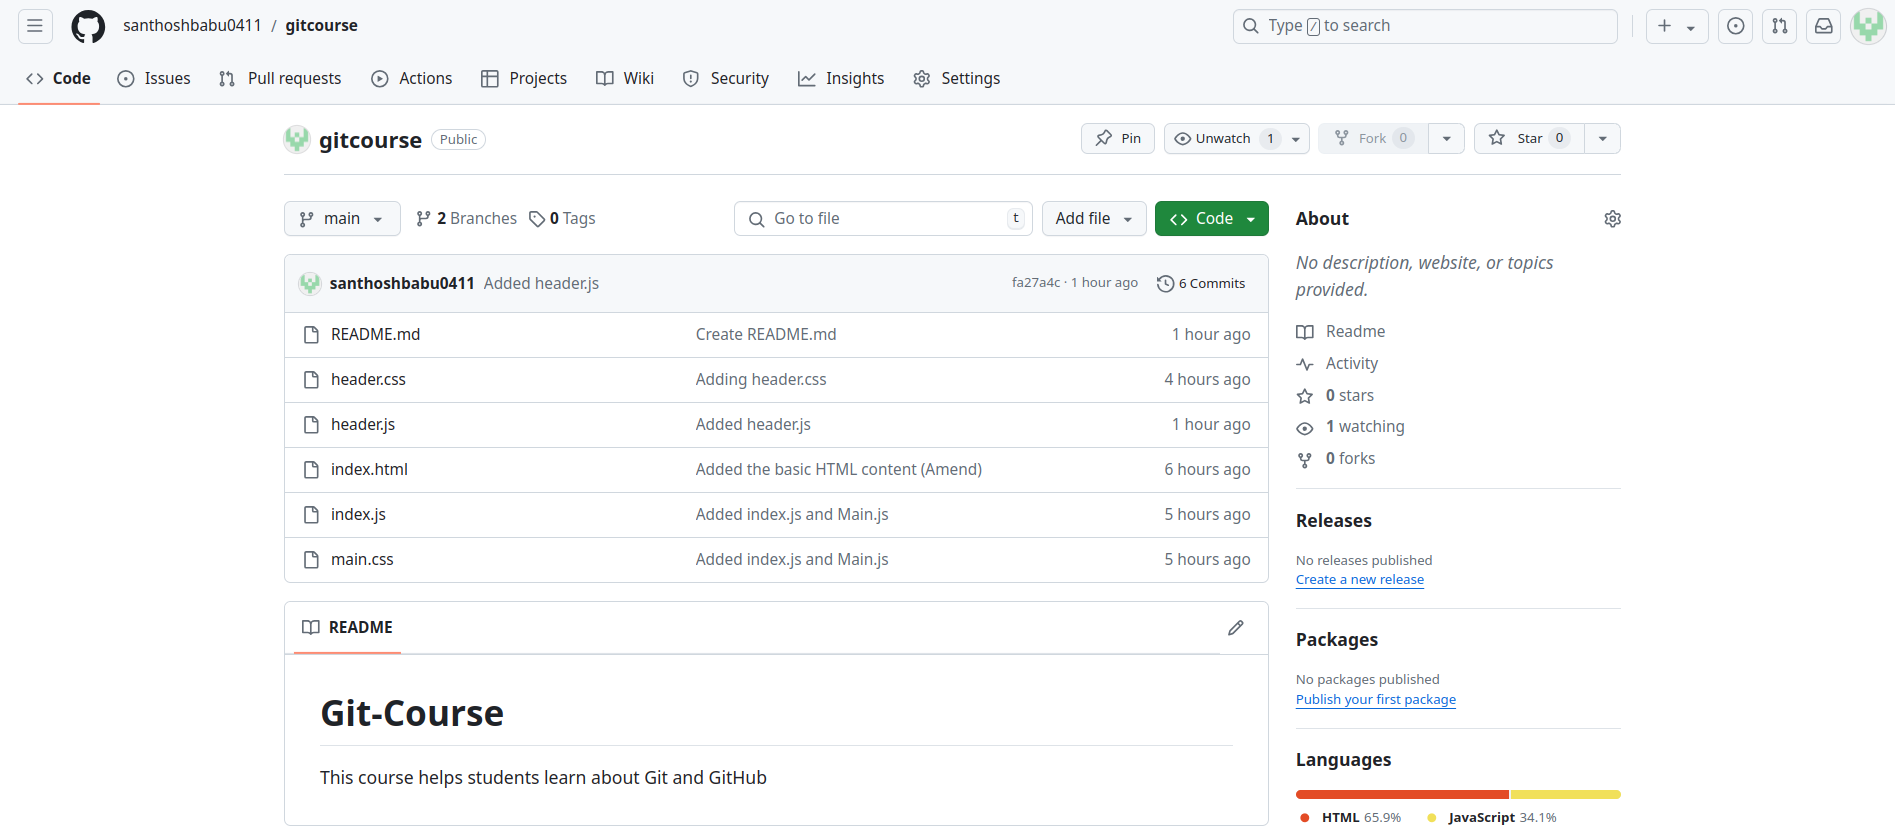 santhoshbabu0411 / gitcourse
Type / to search
Code Issues Pull requests Actions Projects Wiki Security Insights Settings
gitcourse Public
Pin Unwatch 1 Fork 0 Star 0
main 2 Branches 0 Tags Go to file t Add file Code
santhoshbabu0411 Added header.js fa27a4c · 1 hour ago 6 Commits
README.md Create README.md 1 hour ago
header.css Adding header.css 4 hours ago
header.js Added header.js 1 hour ago
index.html Added the basic HTML content (Amend) 6 hours ago
index.js Added index.js and Main.js 5 hours ago
main.css Added index.js and Main.js 5 hours ago
README
Git-Course
This course helps students learn about Git and GitHub
About
No description, website, or topics
provided.
Readme
Activity
0 stars
1 watching
0 forks
Releases
No releases published
Create a new release
Packages
No packages published
Publish your first package
Languages
HTML 65.9% JavaScript 34.1%